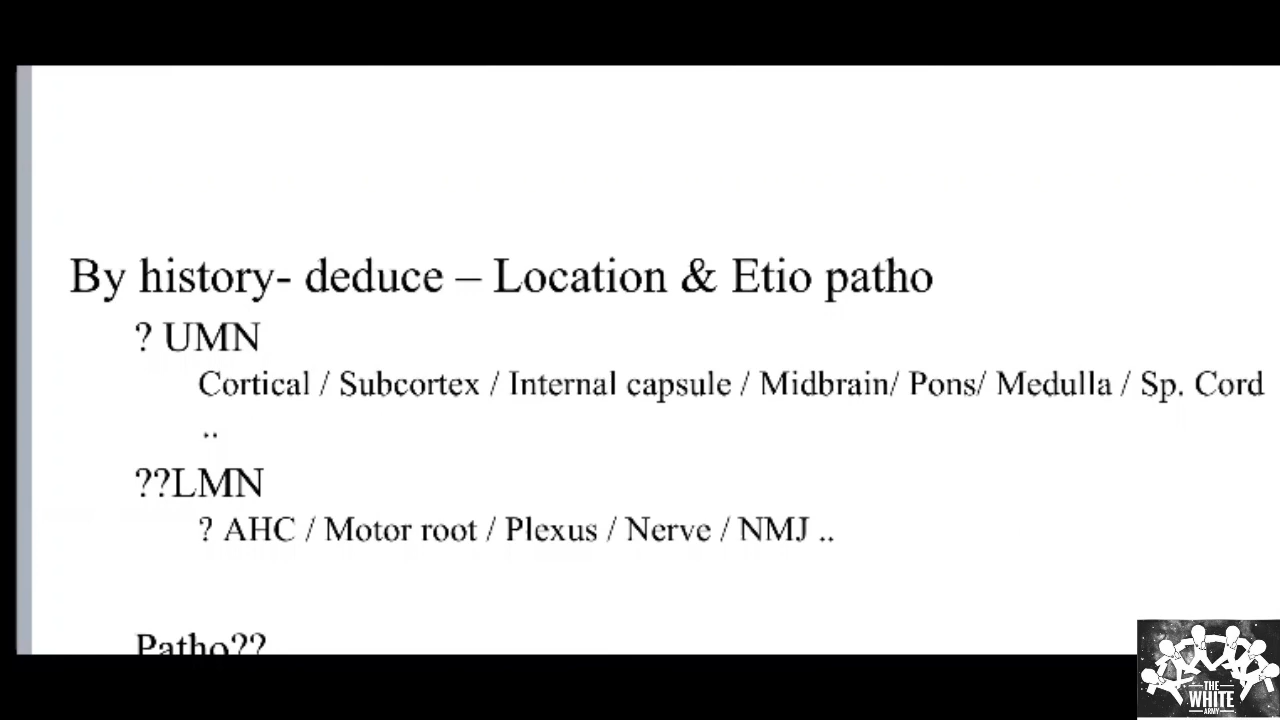 By history- deduce – Location & Etio patho
? UMN
Cortical / Subcortex / Internal capsule / Midbrain/ Pons/ Medulla / Sp. Cord
..
??LMN
? AHC / Motor root / Plexus / Nerve / NMJ ..
Patho??
THE
WHITE
ARMY